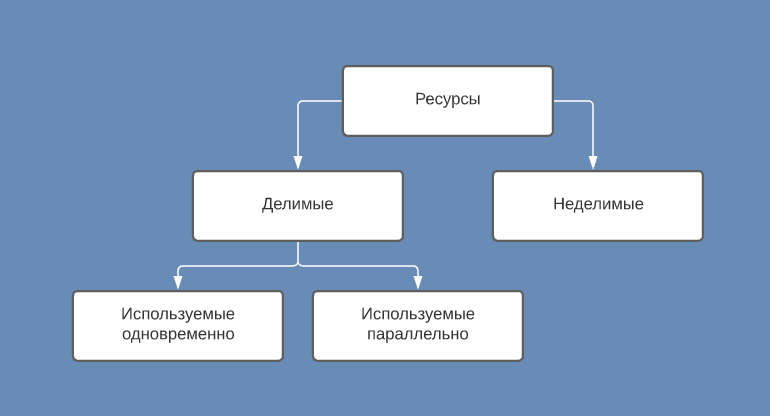 Ресурсы
Делимые
Неделимые
Используемые
одновременно
Используемые
параллельно